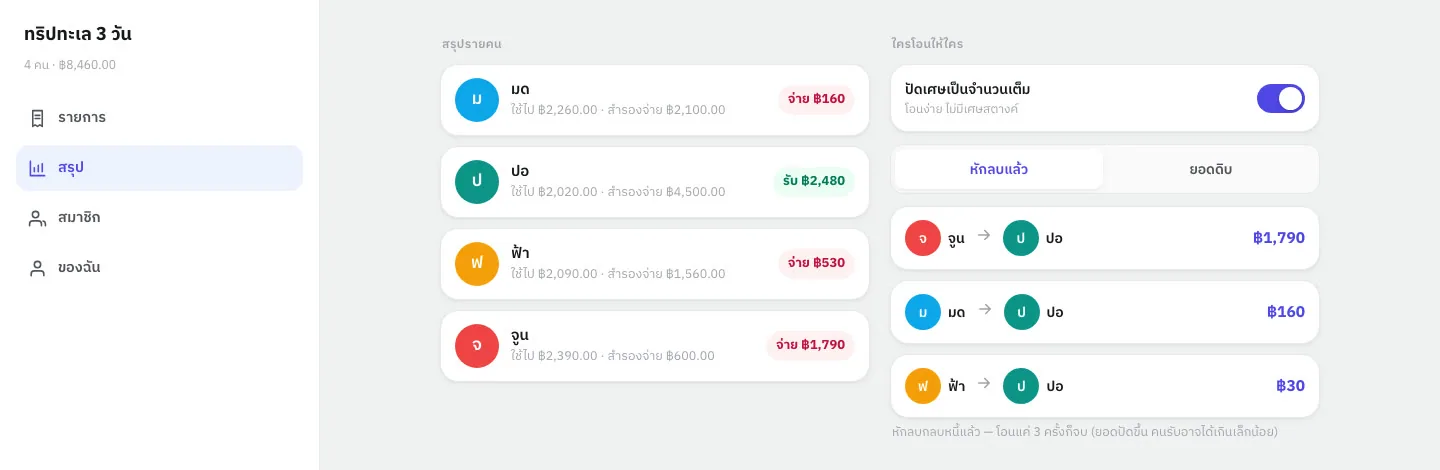 ทริปทะเล 3 วัน
4 คน · ฿8,460.00
รายการ
สรุป
สมาชิก
ของฉัน
สรุปรายคน
ม
มด
ใช้ไป ฿2,260.00 · สำรองจ่าย ฿2,100.00
จ่าย ฿160
ป
ปอ
ใช้ไป ฿2,020.00 · สำรองจ่าย ฿4,500.00
รับ ฿2,480
ฟ
ฟ้า
ใช้ไป ฿2,090.00 · สำรองจ่าย ฿1,560.00
จ่าย ฿530
จ
จูน
ใช้ไป ฿2,390.00 · สำรองจ่าย ฿600.00
จ่าย ฿1,790
ใครโอนให้ใคร
ปัดเศษเป็นจำนวนเต็ม
โอนง่าย ไม่มีเศษสตางค์
หักลบแล้ว ยอดดิบ
จ จูน → ป ปอ ฿1,790
ม มด → ป ปอ ฿160
ฟ ฟ้า → ป ปอ ฿30
หักลบกลบหนี้แล้ว — โอนแค่ 3 ครั้งก็จบ (ยอดปัดขึ้น คนรับอาจได้เกินเล็กน้อย)